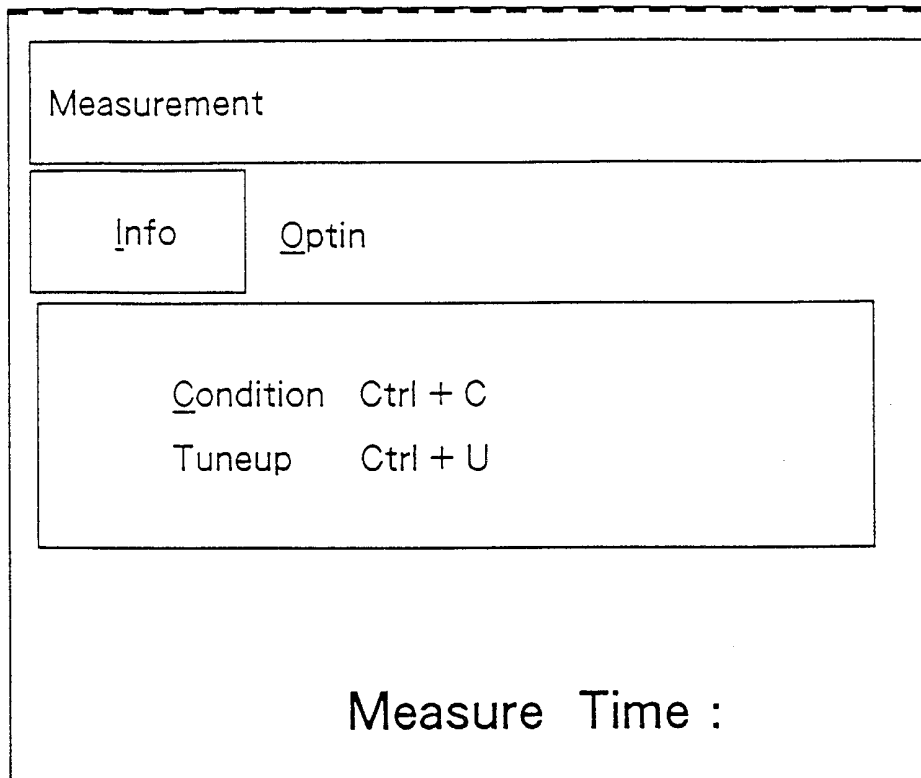 Measurement
Info Optin
Condition Ctrl + C
Tuneup Ctrl + U
Measure Time :